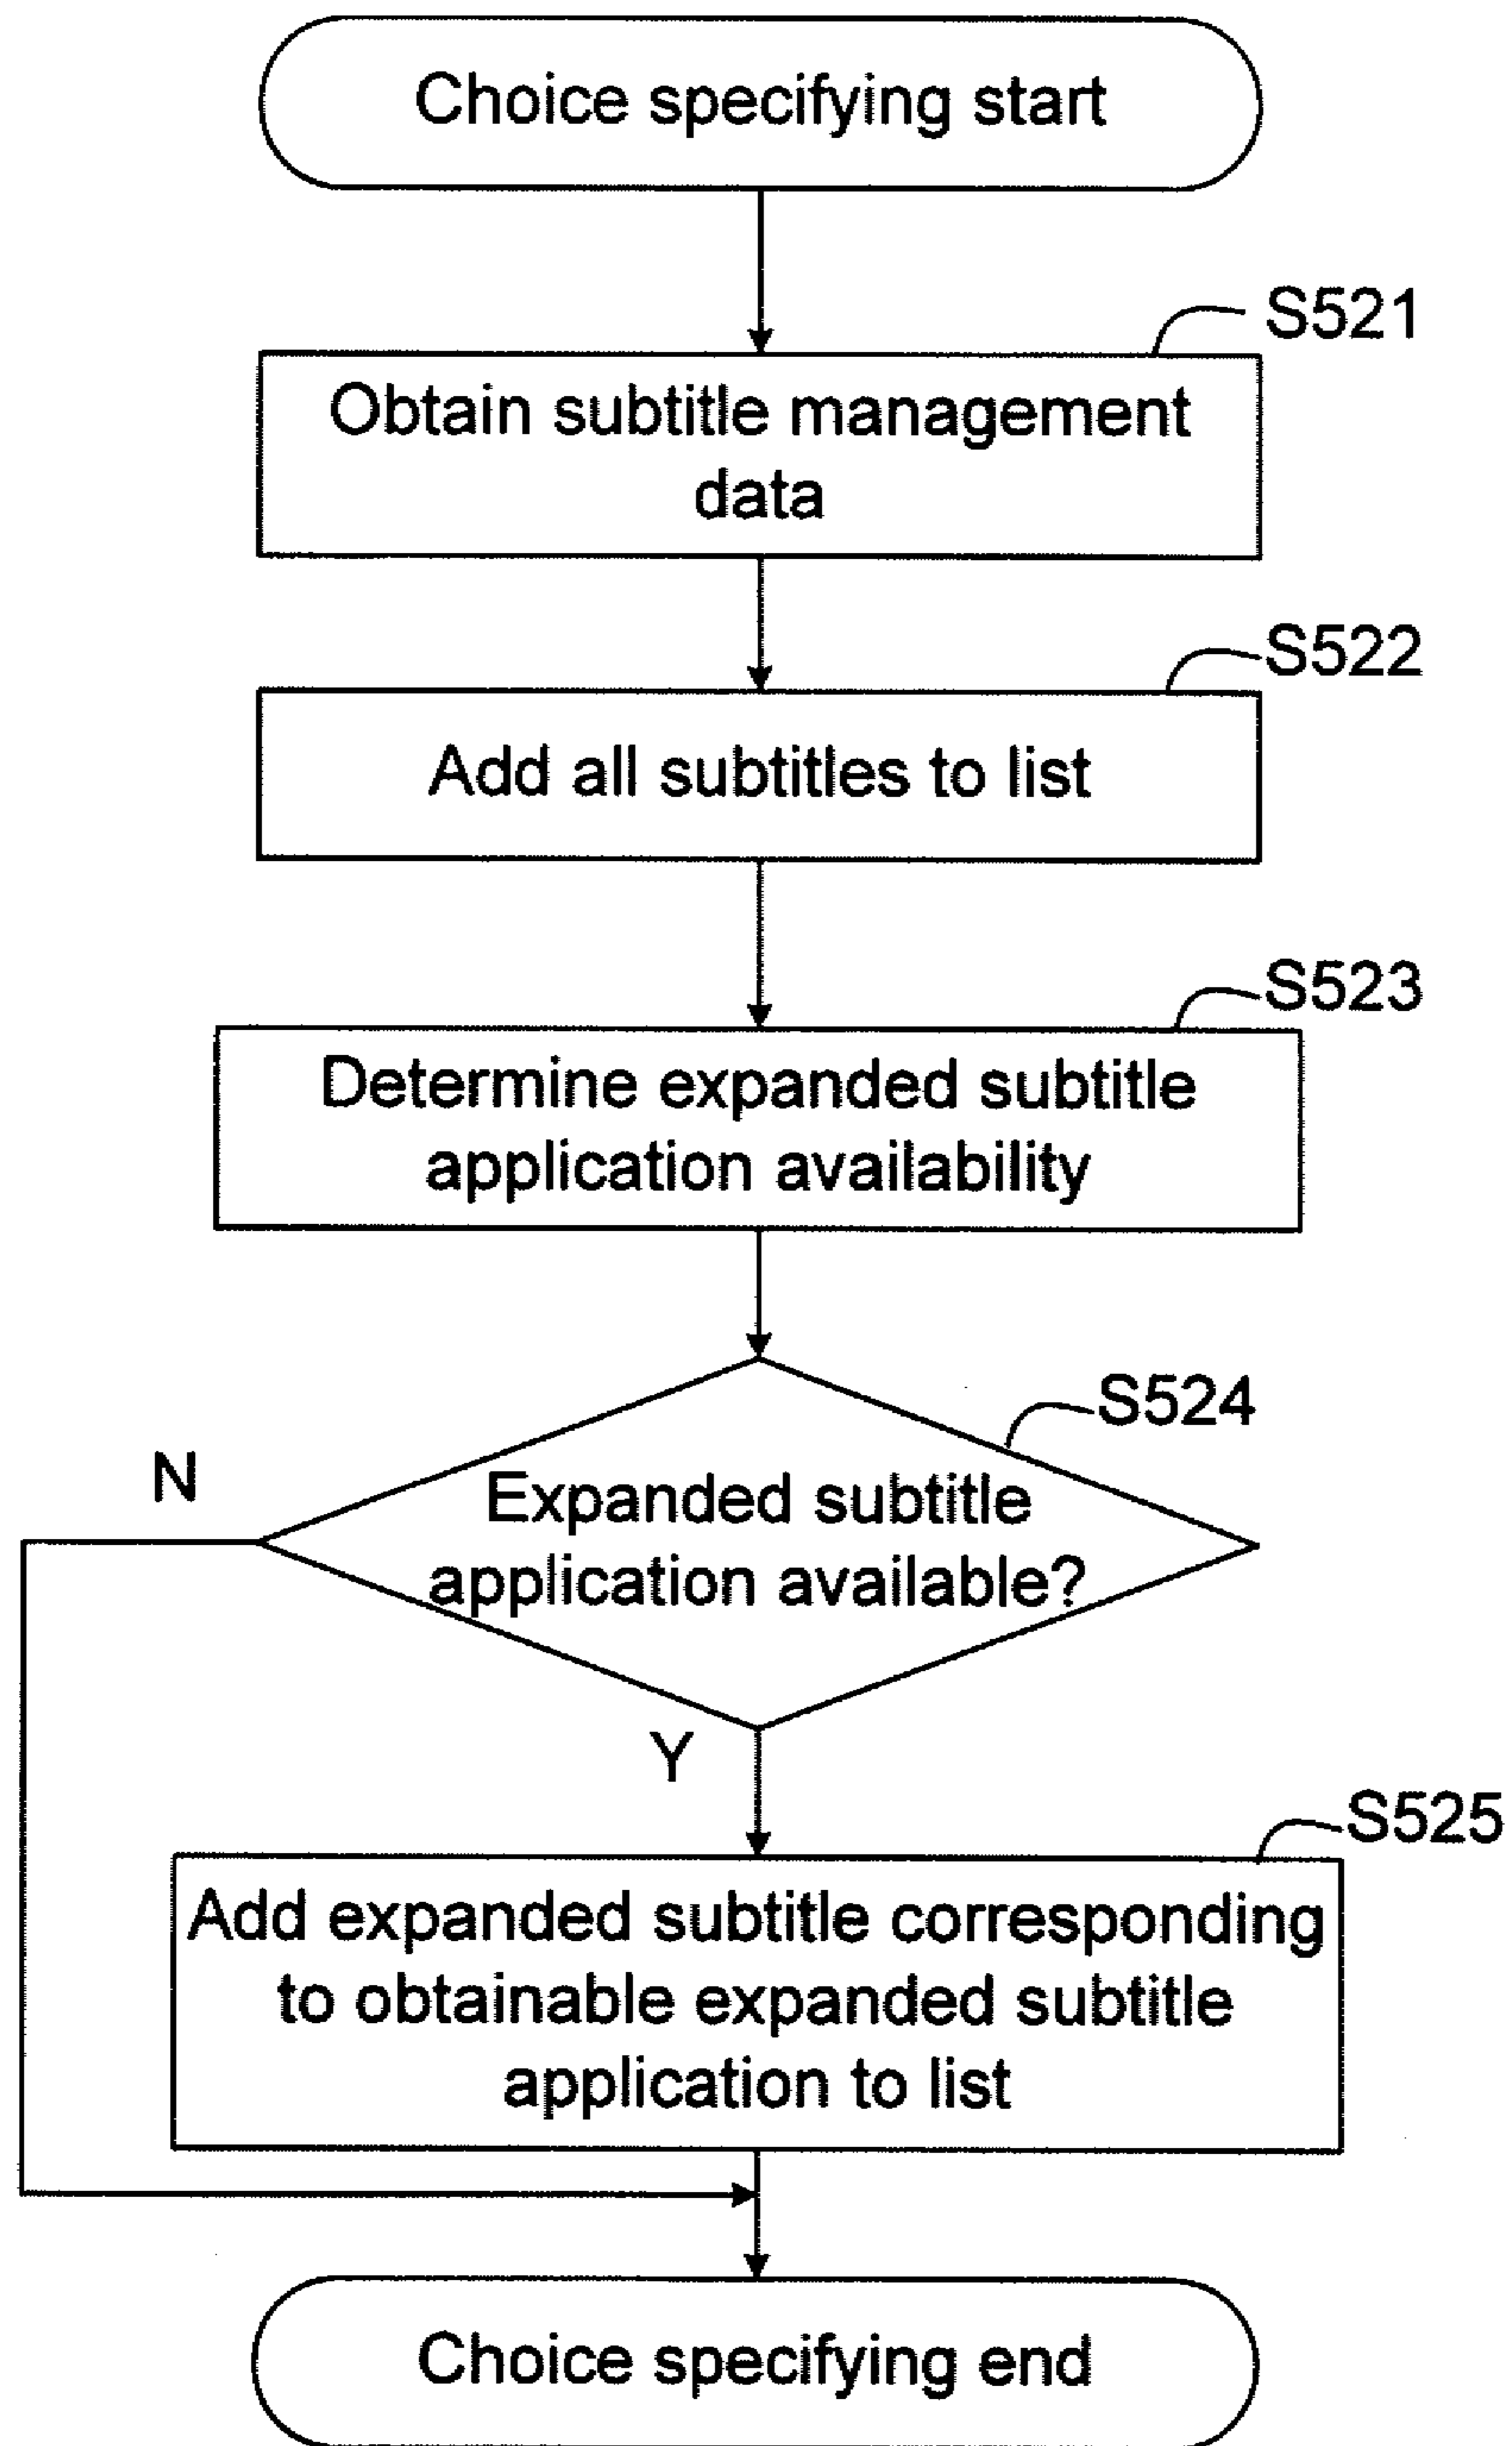 Choice specifying start
S521
Obtain subtitle management
data
S522
Add all subtitles to list
S523
Determine expanded subtitle
application availability
S524
N
Expanded subtitle
application available?
Y
S525
Add expanded subtitle corresponding
to obtainable expanded subtitle
application to list
Choice specifying end